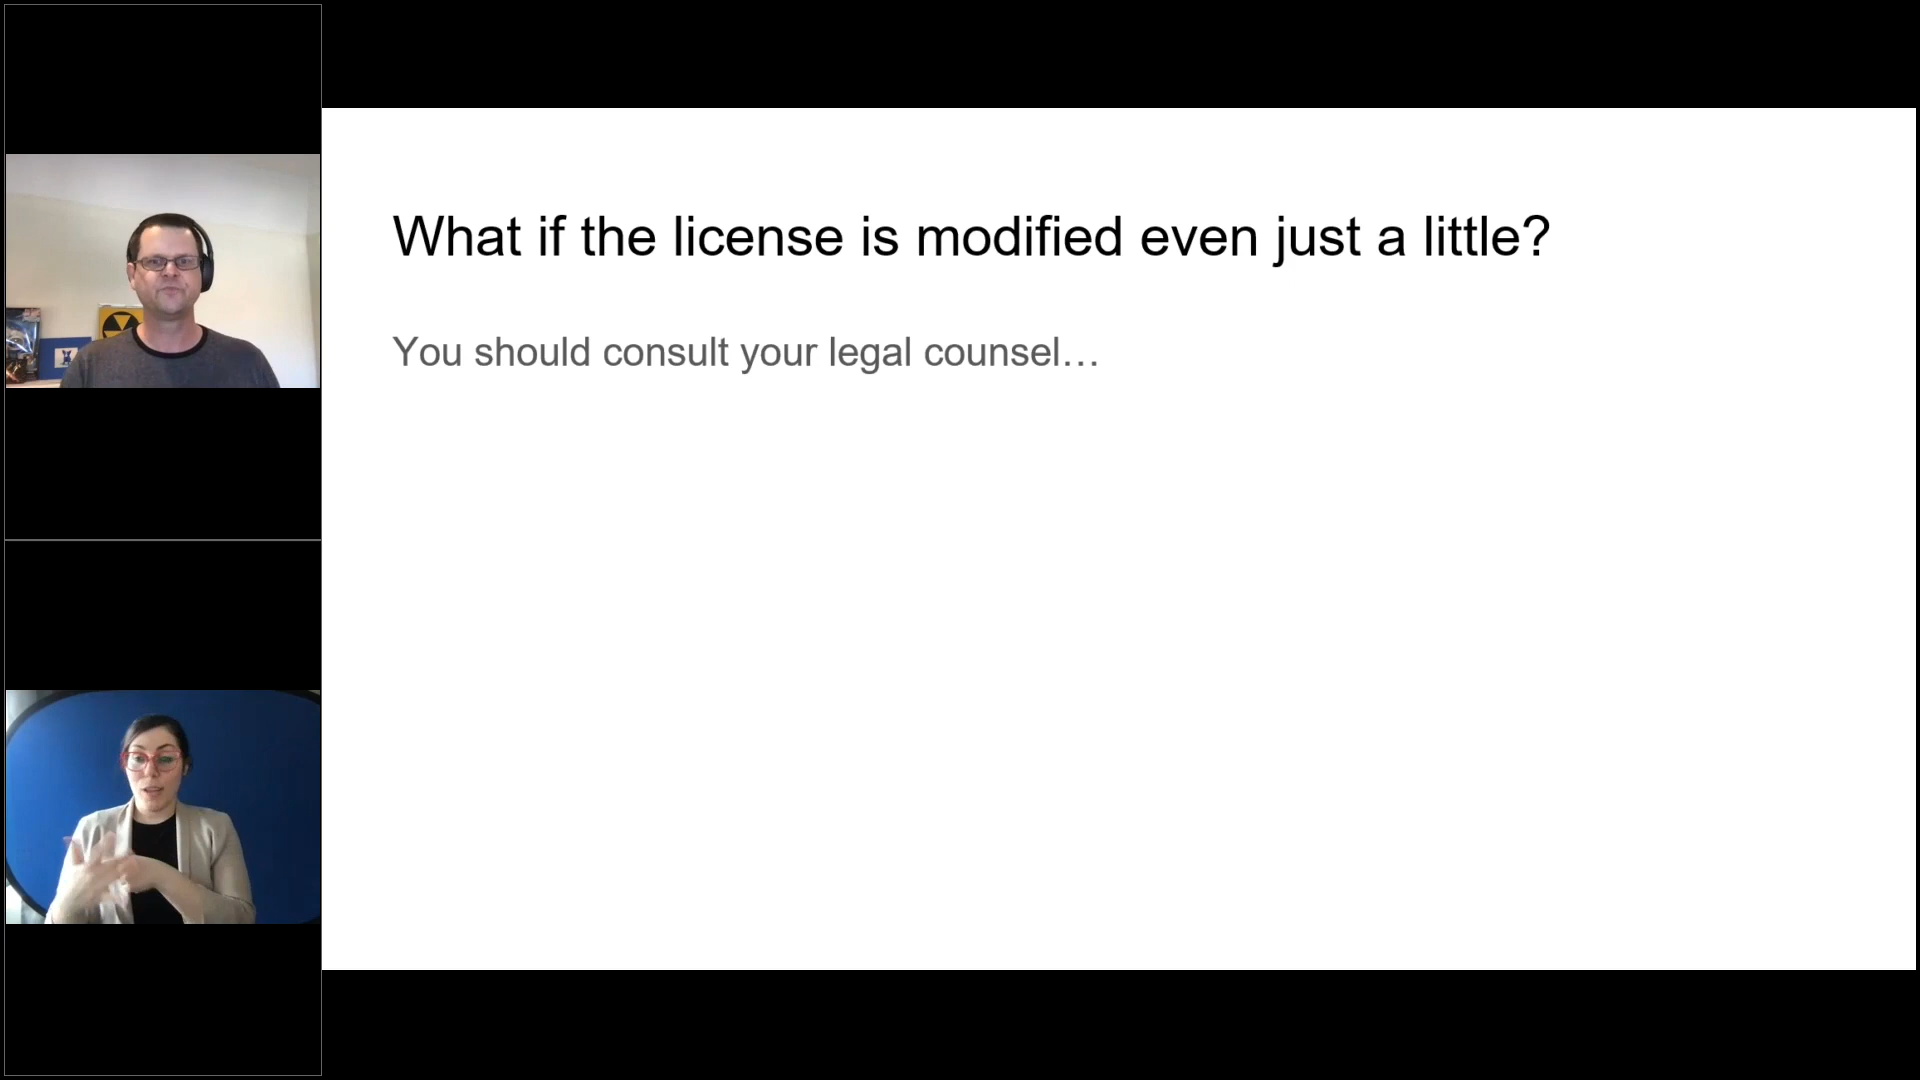 What if the license is modified even just a little?
You should consult your legal counsel…